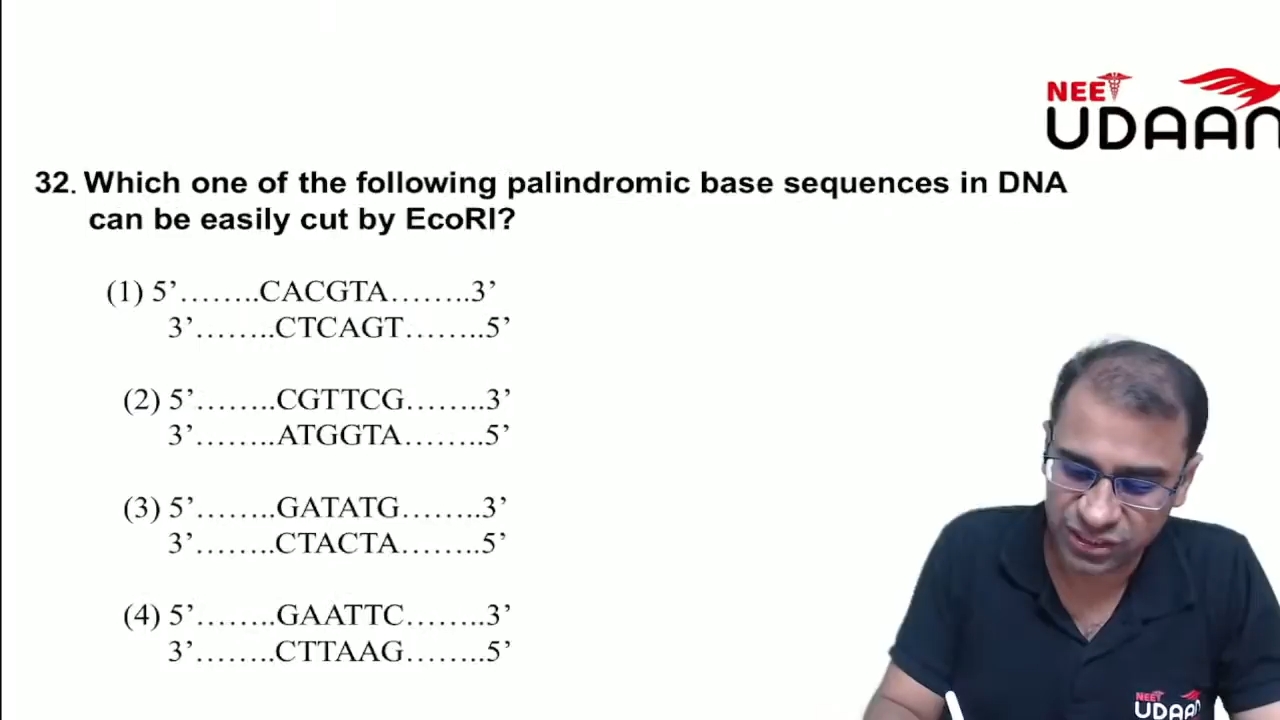 NEET
UDAAN
32. Which one of the following palindromic base sequences in DNA
can be easily cut by EcoRI?
(1) 5’……..CACGTA……..3’
3’……..CTCAGT……..5’
(2) 5’……..CGTTCG……..3’
3’……..ATGGTA……..5’
(3) 5’……..GATATG……..3’
3’……..CTACTA……..5’
(4) 5’……..GAATTC……..3’
3’……..CTTAAG……..5’
NEET
UDAAN